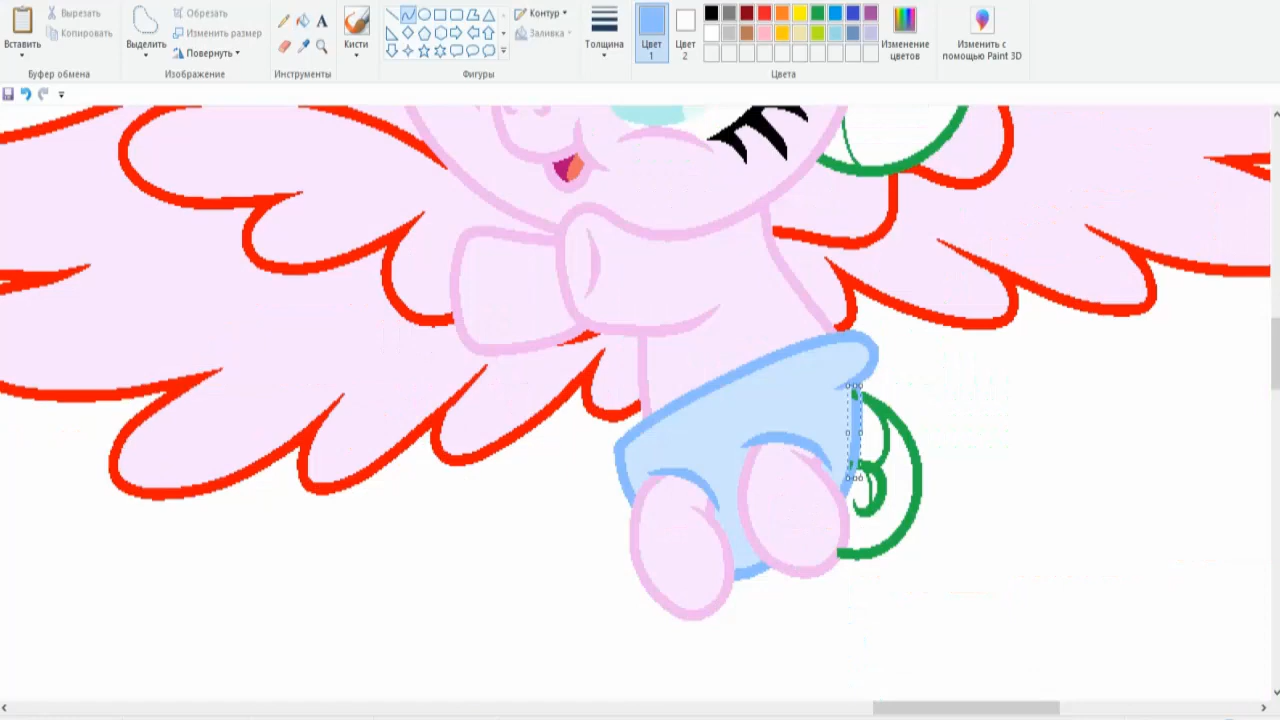 Вставить
Вырезать
Копировать
Буфер обмена
Выделить
Обрезать
Изменить размер
Повернуть
Изображение
A
Инструменты
Кисти
Контур
Заливка
Фигуры
Толщина
Цвет
1
Цвет
2
Цвета
Изменение
цветов
Изменить с
помощью Paint 3D